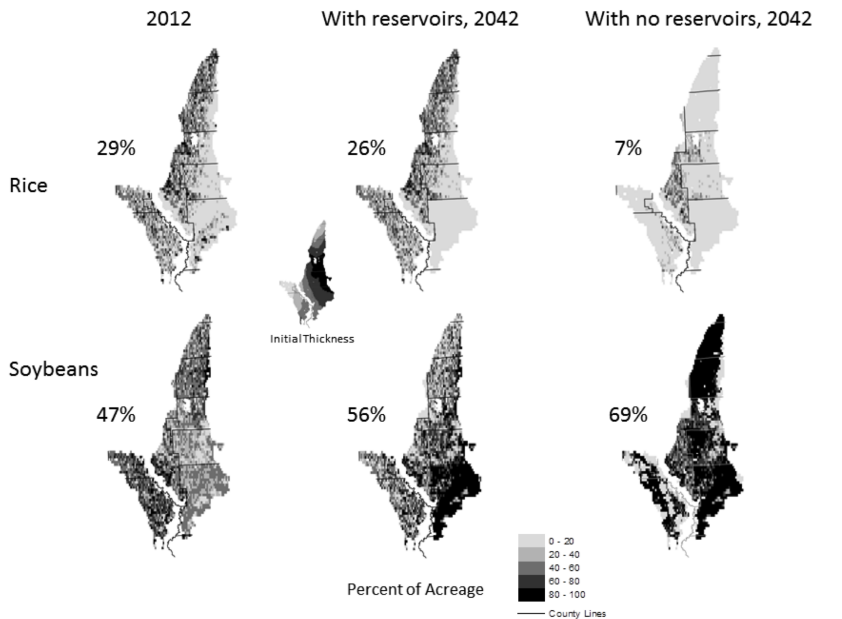 2012
With reservoirs, 2042
With no reservoirs, 2042
29%
26%
7%
Rice
Initial Thickness
Soybeans
47%
56%
69%
0 - 20
20 - 40
40 - 60
60 - 80
80 - 100
Percent of Acreage
County Lines